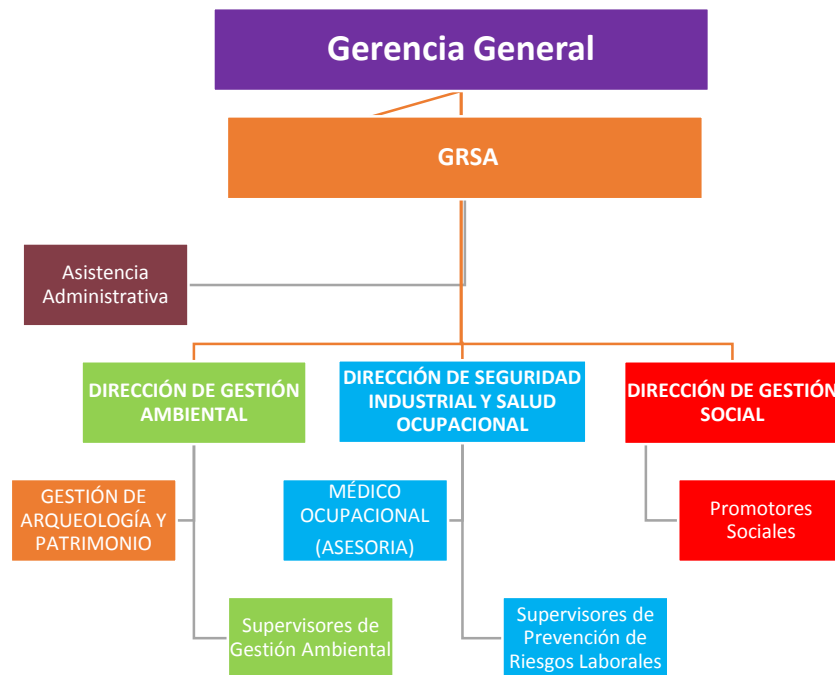 Gerencia General
GRSA
Asistencia
Administrativa
DIRECCIÓN DE GESTIÓN
AMBIENTAL
DIRECCIÓN DE SEGURIDAD
INDUSTRIAL Y SALUD
OCUPACIONAL
DIRECCIÓN DE GESTIÓN
SOCIAL
GESTIÓN DE
ARQUEOLOGÍA Y
PATRIMONIO
MÉDICO
OCUPACIONAL
(ASESORIA)
Promotores
Sociales
Supervisores de
Gestión Ambiental
Supervisores de
Prevención de
Riesgos Laborales